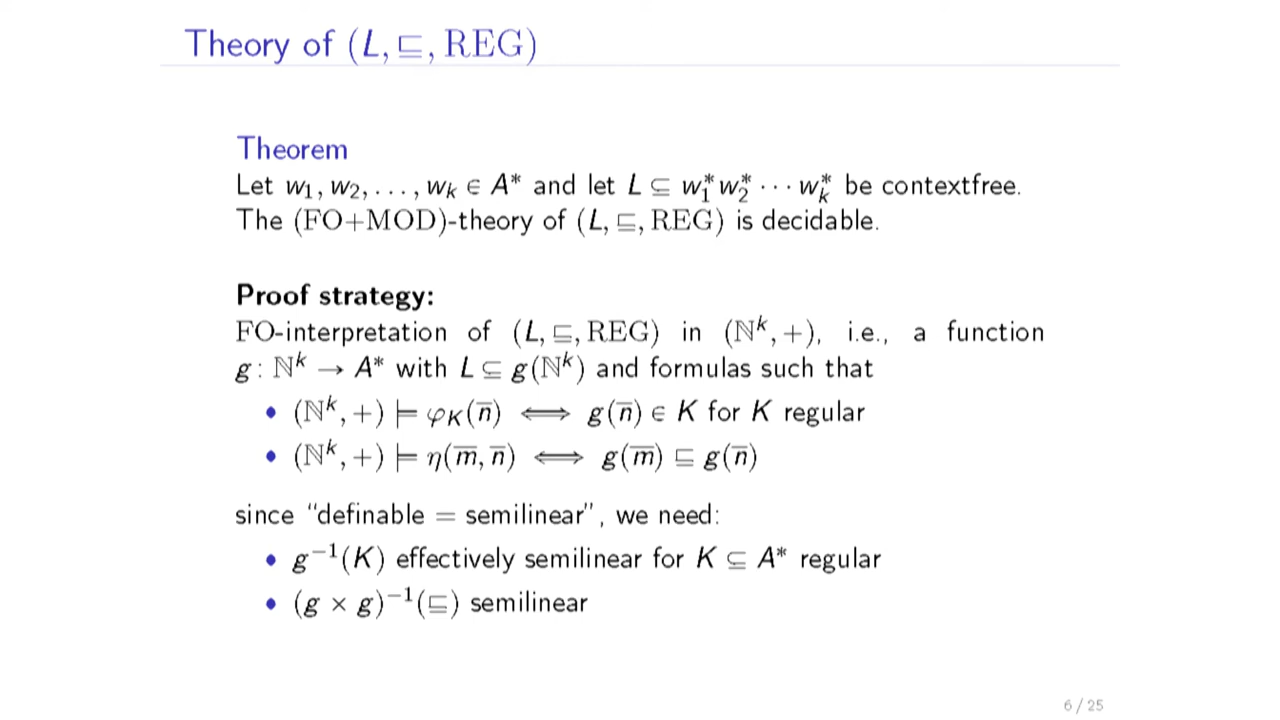 Theory of (L, ⊑, REG)
Theorem
Let w₁, w₂, . . . , wₖ ∈ A* and let L ⊆ w₁*w₂* ··· wₖ* be contextfree.
The (FO+MOD)-theory of (L, ⊑, REG) is decidable.
Proof strategy:
FO-interpretation of (L, ⊑, REG) in (ℕᵏ, +), i.e., a function
g : ℕᵏ → A* with L ⊆ g(ℕᵏ) and formulas such that
• (ℕᵏ, +) ⊨ φ_K(n̅) ⟺ g(n̅) ∈ K for K regular
• (ℕᵏ, +) ⊨ η(m̅, n̅) ⟺ g(m̅) ⊑ g(n̅)
since “definable = semilinear”, we need:
• g⁻¹(K) effectively semilinear for K ⊆ A* regular
• (g × g)⁻¹(⊑) semilinear
6 / 25